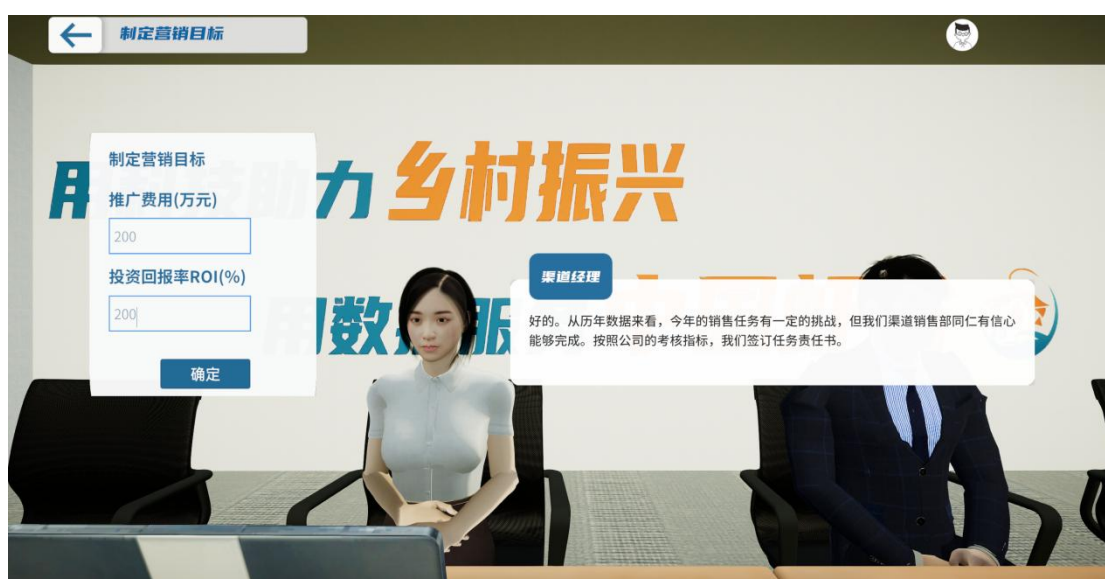 制定营销目标
用
力乡村振兴
制定营销目标
推广费用(万元)
200
投资回报率ROI(%)
200
确定
用数
服
渠道经理
好的。从历年数据来看，今年的销售任务有一定的挑战，但我们渠道销售部同仁有信心
能够完成。按照公司的考核指标，我们签订任务责任书。